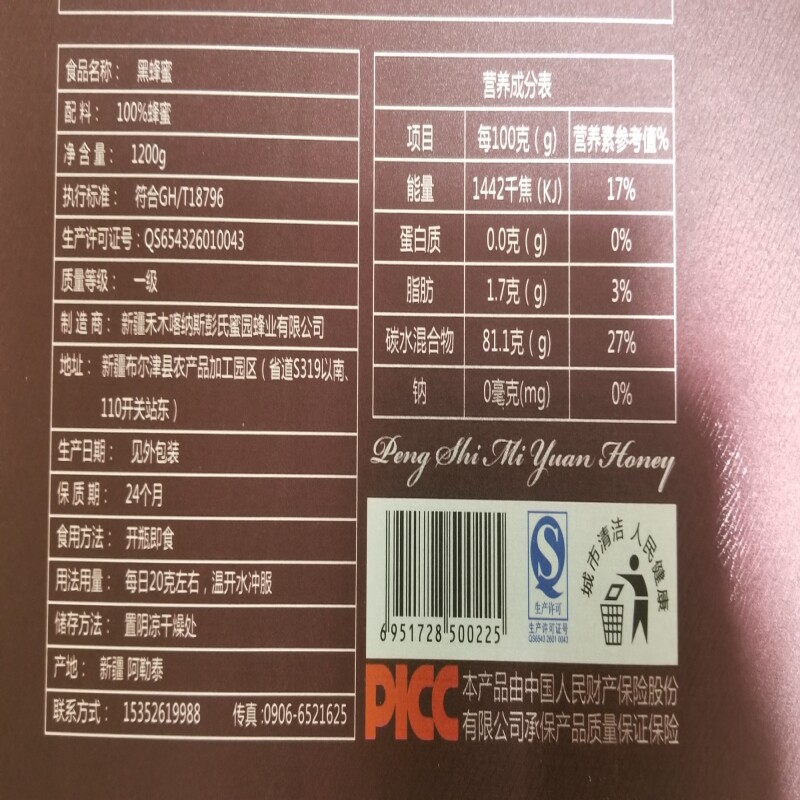 食品名称： 黑蜂蜜
配料： 100%蜂蜜
净含量： 1200g
执行标准： 符合GH/T18796
生产许可证号：QS654326010043
质量等级： 一级
制造商： 新疆禾木喀纳斯彭氏蜜园蜂业有限公司
地址： 新疆布尔津县农产品加工园区（省道S319以南、
110开关站东）
生产日期： 见外包装
保质期： 24个月
食用方法： 开瓶即食
用法用量： 每日20克左右，温开水冲服
储存方法： 置阴凉干燥处
产地： 新疆 阿勒泰
联系方式： 15352619988 传真:0906-6521625
营养成分表
项目 每100克（g） 营养素参考值%
能量 1442千焦(KJ) 17%
蛋白质 0.0克（g） 0%
脂肪 1.7克（g） 3%
碳水混合物 81.1克（g） 27%
钠 0毫克(mg) 0%
Peng Shi Mi Yuan Honey
6951728500225
生产许可
生产许可证号
QS6543 2601 0043
城市清洁 人民健康
PICC
本产品由中国人民财产保险股份
有限公司承保产品质量保证保险